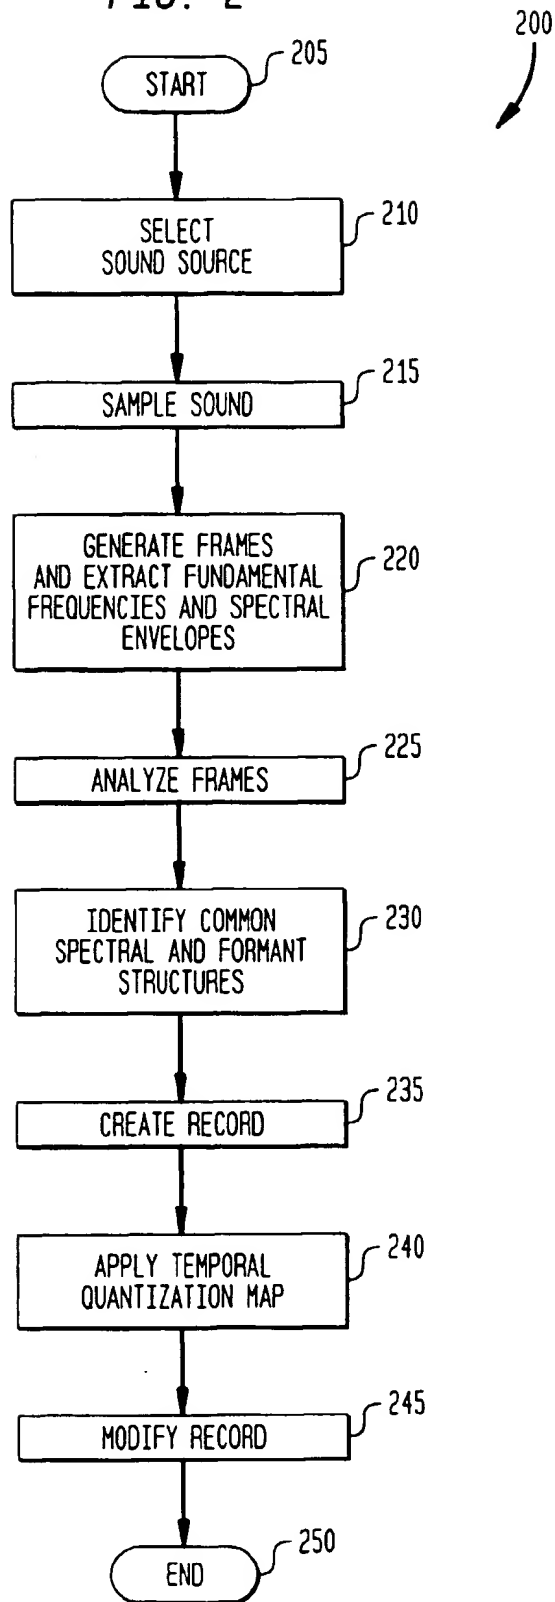 FIG. 2
200
START
205
SELECT
SOUND SOURCE
210
SAMPLE SOUND
215
GENERATE FRAMES
AND EXTRACT FUNDAMENTAL
FREQUENCIES AND SPECTRAL
ENVELOPES
220
ANALYZE FRAMES
225
IDENTIFY COMMON
SPECTRAL AND FORMANT
STRUCTURES
230
CREATE RECORD
235
APPLY TEMPORAL
QUANTIZATION MAP
240
MODIFY RECORD
245
END
250